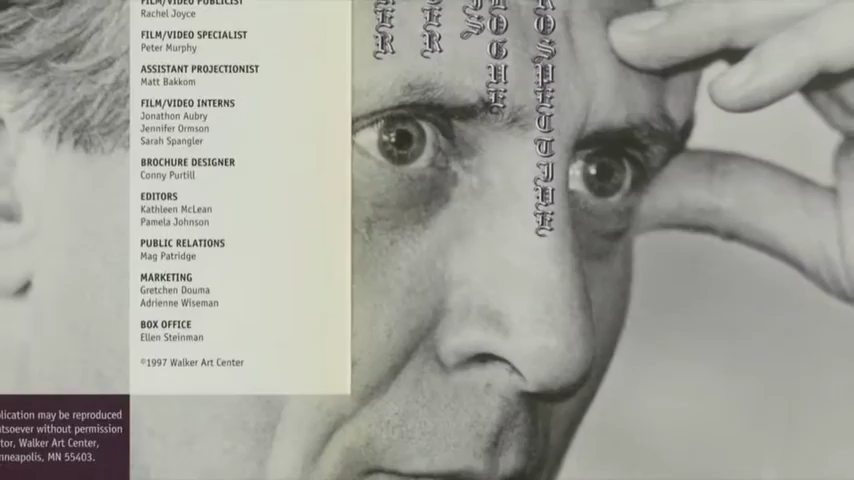 FILM/VIDEO PUBLICIST
Rachel Joyce
FILM/VIDEO SPECIALIST
Peter Murphy
ASSISTANT PROJECTIONIST
Matt Bakkom
FILM/VIDEO INTERNS
Jonathon Aubry
Jennifer Ormson
Sarah Spangler
BROCHURE DESIGNER
Conny Purtill
EDITORS
Kathleen McLean
Pamela Johnson
PUBLIC RELATIONS
Mag Patridge
MARKETING
Gretchen Douma
Adrienne Wiseman
BOX OFFICE
Ellen Steinman
©1997 Walker Art Center
lication may be reproduced
tsoever without permission
tor, Walker Art Center,
nneapolis, MN 55403.